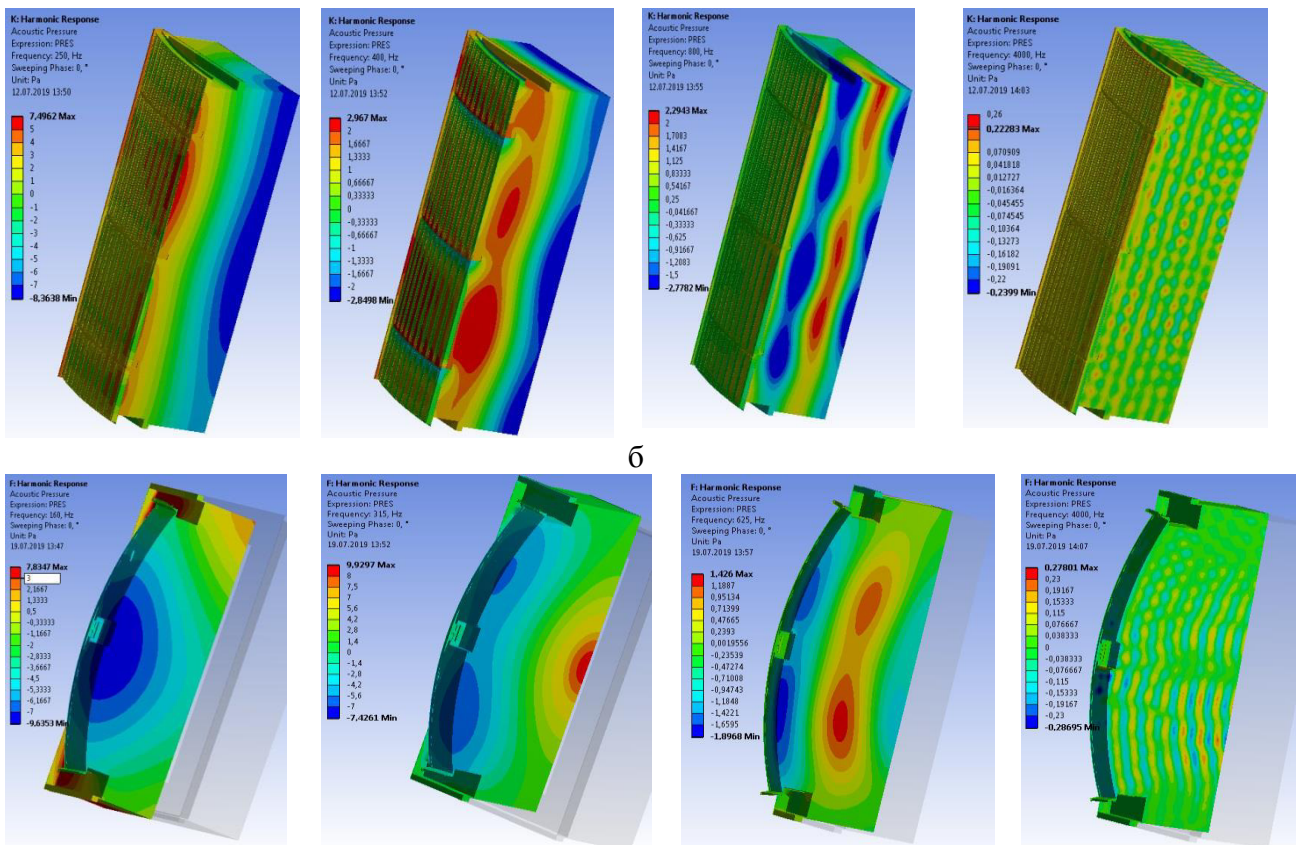 K: Harmonic Response
Acoustic Pressure
Expression: PRES
Frequency: 250, Hz
Sweeping Phase: 0, °
Unit: Pa
12.07.2019 13:50
7,4962 Max
5
4
3
2
1
0
-1
-2
-3
-4
-5
-6
-7
-8,3638 Min
K: Harmonic Response
Acoustic Pressure
Expression: PRES
Frequency: 400, Hz
Sweeping Phase: 0, °
Unit: Pa
12.07.2019 13:52
2,967 Max
2
1,6667
1,3333
1
0,66667
0,33333
0
-0,33333
-0,66667
-1
-1,3333
-1,6667
-2
-2,8498 Min
K: Harmonic Response
Acoustic Pressure
Expression: PRES
Frequency: 800, Hz
Sweeping Phase: 0, °
Unit: Pa
12.07.2019 13:55
2,2943 Max
2
1,7083
1,4167
1,125
0,83333
0,54167
0,25
-0,041667
-0,33333
-0,625
-0,91667
-1,2083
-1,5
-2,7782 Min
K: Harmonic Response
Acoustic Pressure
Expression: PRES
Frequency: 4000, Hz
Sweeping Phase: 0, °
Unit: Pa
12.07.2019 14:03
0,26
0,22283 Max
0,070909
0,041818
0,012727
-0,016364
-0,045455
-0,074545
-0,10364
-0,13273
-0,16182
-0,19091
-0,22
-0,2399 Min
б
F: Harmonic Response
Acoustic Pressure
Expression: PRES
Frequency: 160, Hz
Sweeping Phase: 0, °
Unit: Pa
19.07.2019 13:47
7,8347 Max
3
2,1667
1,3333
0,5
-0,33333
-1,1667
-2
-2,8333
-3,6667
-4,5
-5,3333
-6,1667
-7
-9,6353 Min
F: Harmonic Response
Acoustic Pressure
Expression: PRES
Frequency: 315, Hz
Sweeping Phase: 0, °
Unit: Pa
19.07.2019 13:52
9,9297 Max
8
7,5
7
5,6
4,2
2,8
1,4
0
-1,4
-2,8
-4,2
-5,6
-7
-7,4261 Min
F: Harmonic Response
Acoustic Pressure
Expression: PRES
Frequency: 625, Hz
Sweeping Phase: 0, °
Unit: Pa
19.07.2019 13:57
1,426 Max
1,1887
0,95134
0,71399
0,47665
0,2393
0,0019556
-0,23539
-0,47274
-0,71008
-0,94743
-1,1848
-1,4221
-1,6595
-1,8968 Min
F: Harmonic Response
Acoustic Pressure
Expression: PRES
Frequency: 4000, Hz
Sweeping Phase: 0, °
Unit: Pa
19.07.2019 14:07
0,27801 Max
0,23
0,19167
0,15333
0,115
0,076667
0,038333
0
-0,038333
-0,076667
-0,115
-0,15333
-0,19167
-0,23
-0,28695 Min